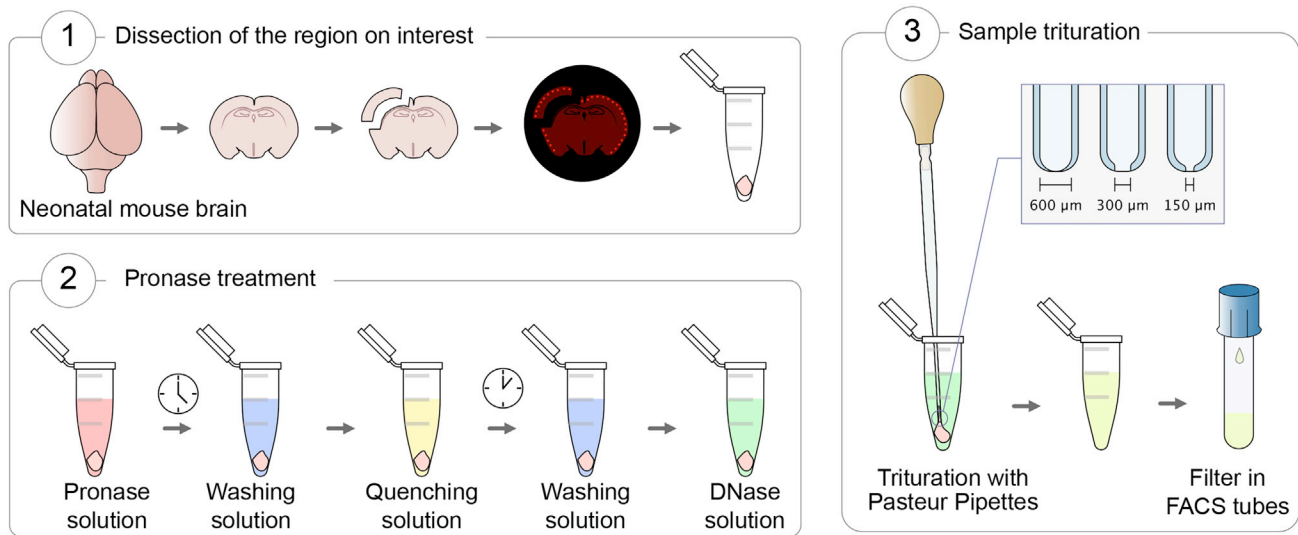 1 Dissection of the region on interest
Neonatal mouse brain
2 Pronase treatment
Pronase
solution
Washing
solution
Quenching
solution
Washing
solution
DNase
solution
3 Sample trituration
600 µm 300 µm 150 µm
Trituration with
Pasteur Pipettes
Filter in
FACS tubes